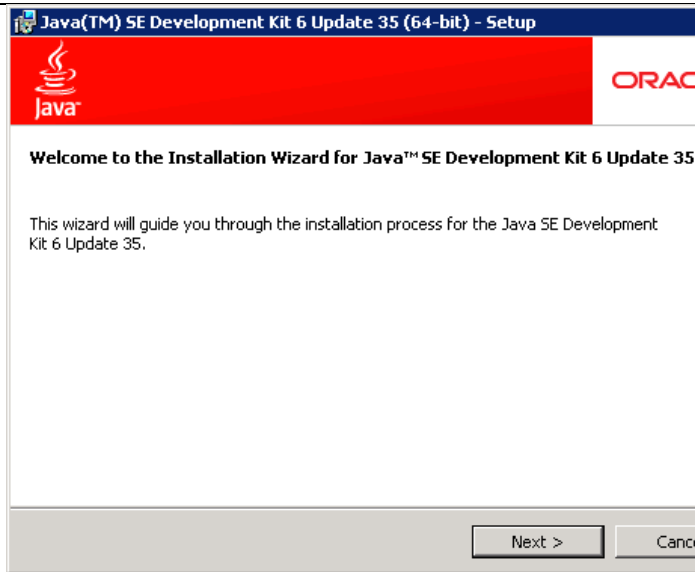 Java(TM) SE Development Kit 6 Update 35 (64-bit) - Setup
Java™
ORAC
Welcome to the Installation Wizard for Java™ SE Development Kit 6 Update 35
This wizard will guide you through the installation process for the Java SE Development
Kit 6 Update 35.
Next >
Canc